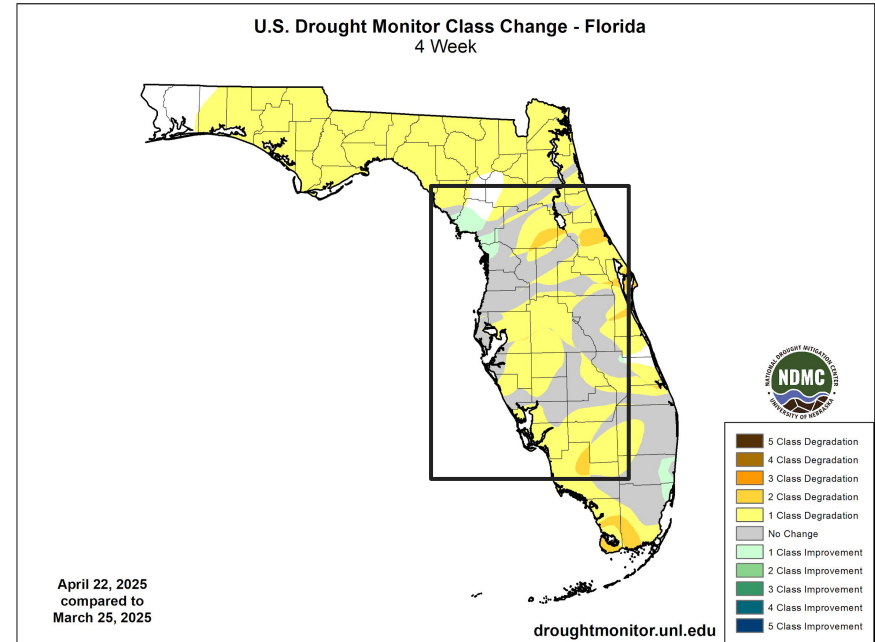 U.S. Drought Monitor Class Change - Florida
4 Week
NATIONAL DROUGHT MITIGATION CENTER
NDMC
UNIVERSITY OF NEBRASKA
5 Class Degradation
4 Class Degradation
3 Class Degradation
2 Class Degradation
1 Class Degradation
No Change
1 Class Improvement
2 Class Improvement
3 Class Improvement
4 Class Improvement
5 Class Improvement
April 22, 2025
compared to
March 25, 2025
droughtmonitor.unl.edu